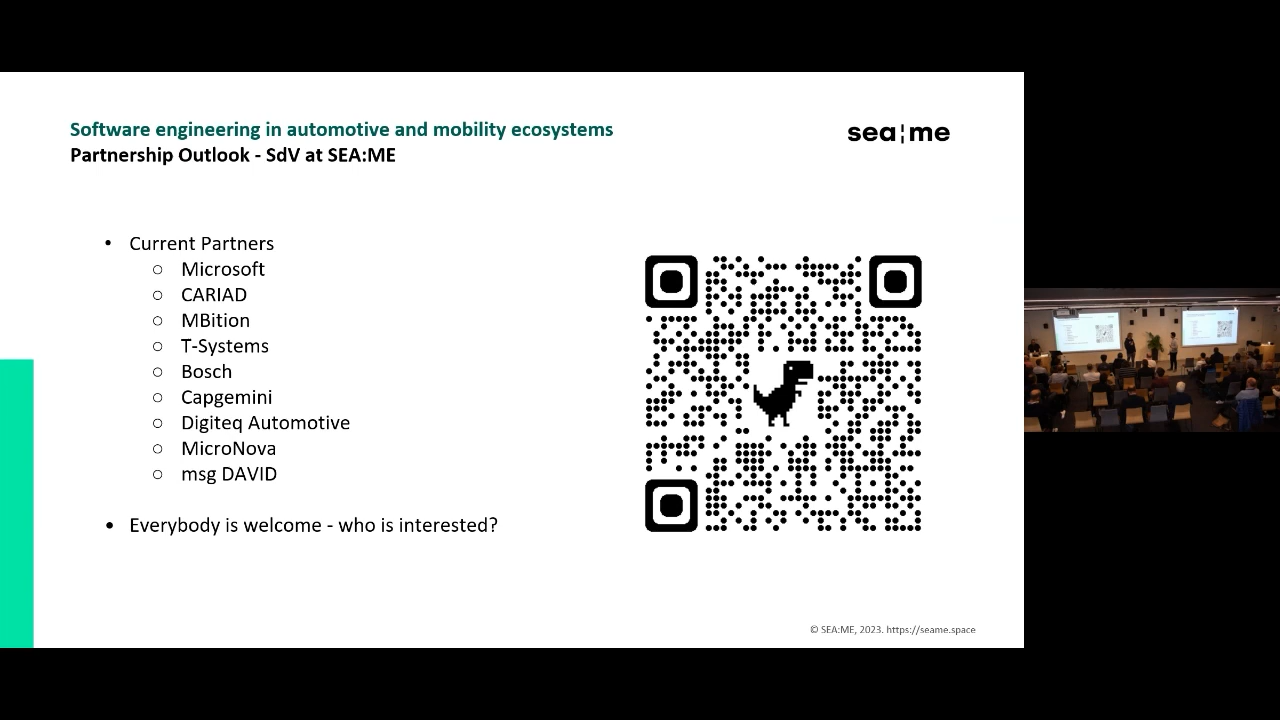 Software engineering in automotive and mobility ecosystems
sea¦me
Partnership Outlook - SdV at SEA:ME
• Current Partners
○ Microsoft
○ CARIAD
○ MBition
○ T-Systems
○ Bosch
○ Capgemini
○ Digiteq Automotive
○ MicroNova
○ msg DAVID
• Everybody is welcome - who is interested?
© SEA:ME, 2023. https://seame.space